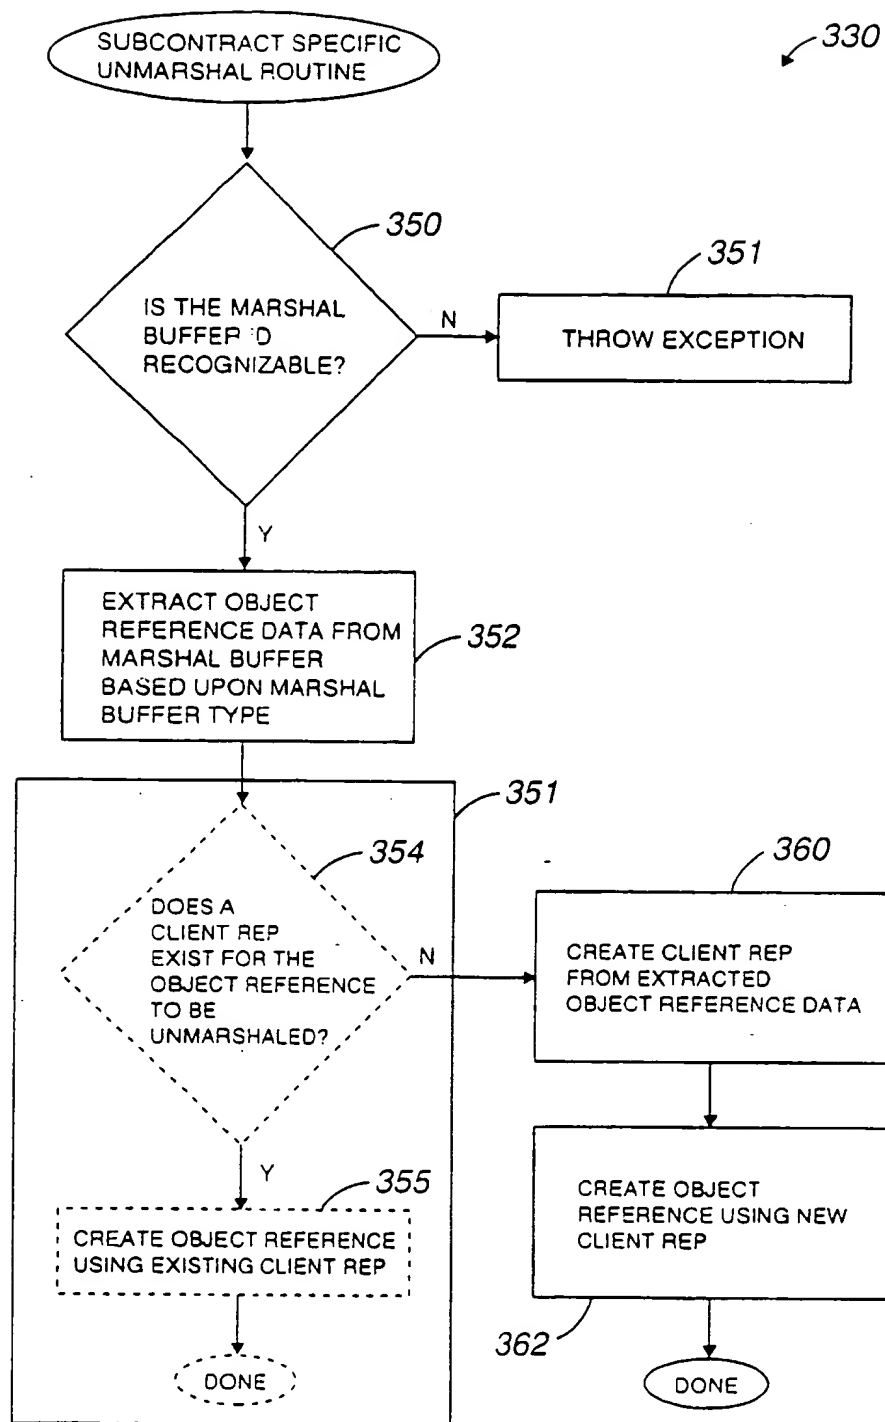 SUBCONTRACT SPECIFIC
UNMARSHAL ROUTINE
330
350
IS THE MARSHAL
BUFFER ID
RECOGNIZABLE?
N
351
THROW EXCEPTION
Y
EXTRACT OBJECT
REFERENCE DATA FROM
MARSHAL BUFFER
BASED UPON MARSHAL
BUFFER TYPE
352
351
354
DOES A
CLIENT REP
EXIST FOR THE
OBJECT REFERENCE
TO BE
UNMARSHALED?
N
360
CREATE CLIENT REP
FROM EXTRACTED
OBJECT REFERENCE DATA
Y
355
CREATE OBJECT REFERENCE
USING EXISTING CLIENT REP
CREATE OBJECT
REFERENCE USING NEW
CLIENT REP
362
DONE
DONE